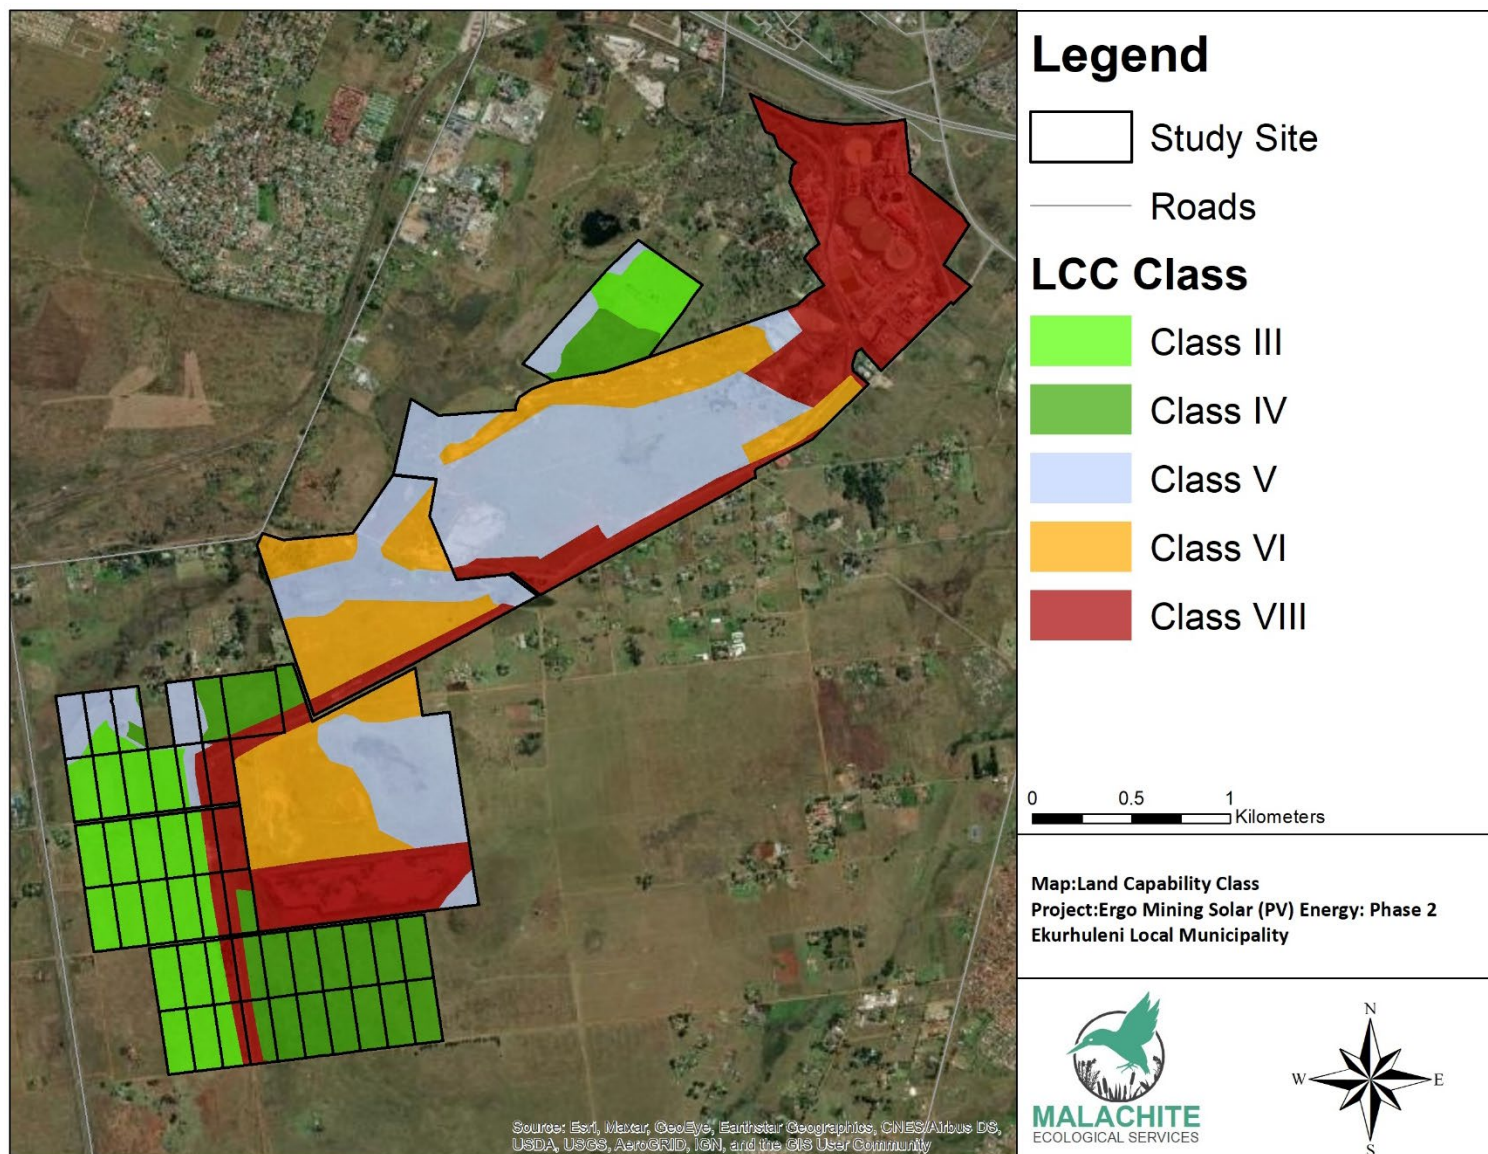 Legend
Study Site
Roads
LCC Class
Class III
Class IV
Class V
Class VI
Class VIII
0 0.5 1
Kilometers
Map:Land Capability Class
Project:Ergo Mining Solar (PV) Energy: Phase 2
Ekurhuleni Local Municipality
MALACHITE
ECOLOGICAL SERVICES
N
W E
S
Source: Esri, Maxar, GeoEye, Earthstar Geographics, CNES/Airbus DS,
USDA, USGS, AeroGRID, IGN, and the GIS User Community